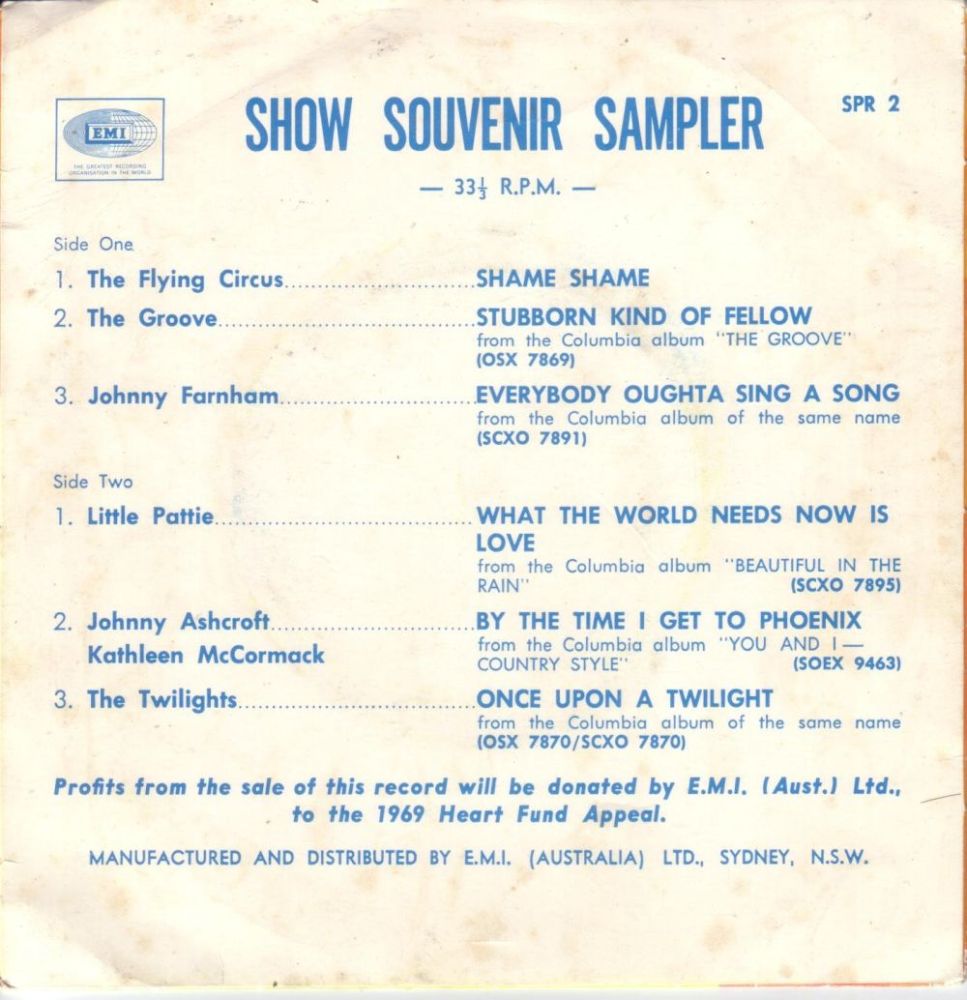 EMI
THE GREATEST RECORDING
ORGANISATION IN THE WORLD
SHOW SOUVENIR SAMPLER
SPR 2
— 33⅓ R.P.M. —
Side One
1. The Flying Circus..............................SHAME SHAME
2. The Groove........................................STUBBORN KIND OF FELLOW
from the Columbia album "THE GROOVE"
(OSX 7869)
3. Johnny Farnham..............................EVERYBODY OUGHTA SING A SONG
from the Columbia album of the same name
(SCXO 7891)
Side Two
1. Little Pattie........................................WHAT THE WORLD NEEDS NOW IS
LOVE
from the Columbia album "BEAUTIFUL IN THE
RAIN" (SCXO 7895)
2. Johnny Ashcroft................................BY THE TIME I GET TO PHOENIX
Kathleen McCormack
from the Columbia album "YOU AND I—
COUNTRY STYLE" (SOEX 9463)
3. The Twilights.....................................ONCE UPON A TWILIGHT
from the Columbia album of the same name
(OSX 7870/SCXO 7870)
Profits from the sale of this record will be donated by E.M.I. (Aust.) Ltd.,
to the 1969 Heart Fund Appeal.
MANUFACTURED AND DISTRIBUTED BY E.M.I. (AUSTRALIA) LTD., SYDNEY, N.S.W.